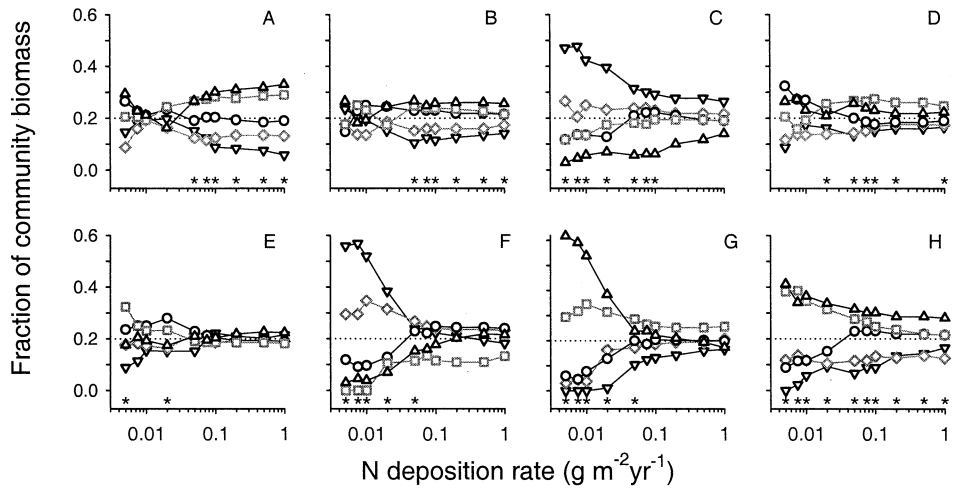 Fraction of community biomass
A
B
C
D
0.6
0.4
0.2
0.0
* * * * * *
* * * * * *
* * * * * * *
* * * * * *
E
F
G
H
0.6
0.4
0.2
0.0
* *
* * * * *
* * * * *
* * * * * * * * * *
0.01 0.1 1
0.01 0.1 1
0.01 0.1 1
0.01 0.1 1
N deposition rate (g m⁻²yr⁻¹)